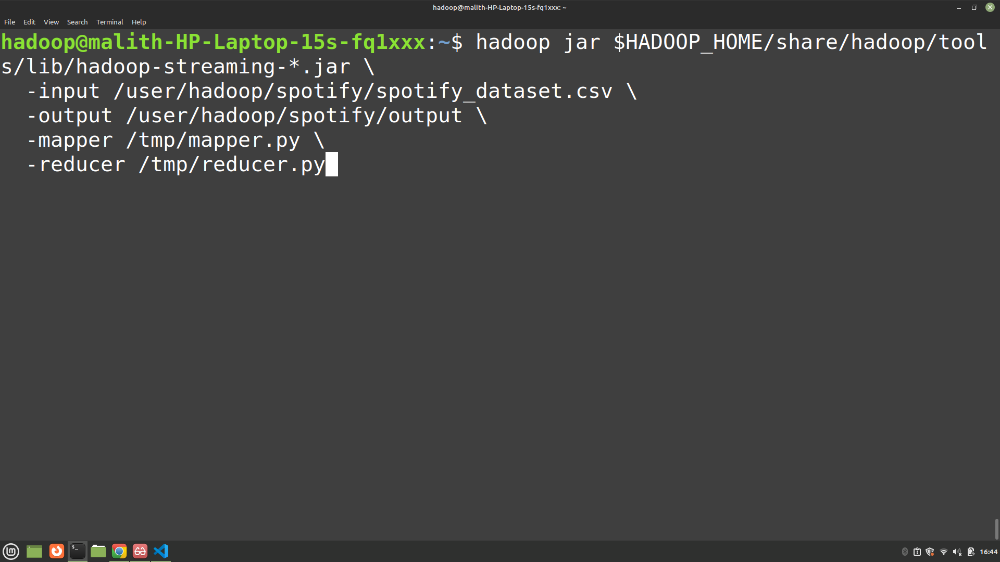 hadoop@malith-HP-Laptop-15s-fq1xxx: ~
File Edit View Search Terminal Help
hadoop@malith-HP-Laptop-15s-fq1xxx:~$ hadoop jar $HADOOP_HOME/share/hadoop/tool
s/lib/hadoop-streaming-*.jar \
-input /user/hadoop/spotify/spotify_dataset.csv \
-output /user/hadoop/spotify/output \
-mapper /tmp/mapper.py \
-reducer /tmp/reducer.py
16:44